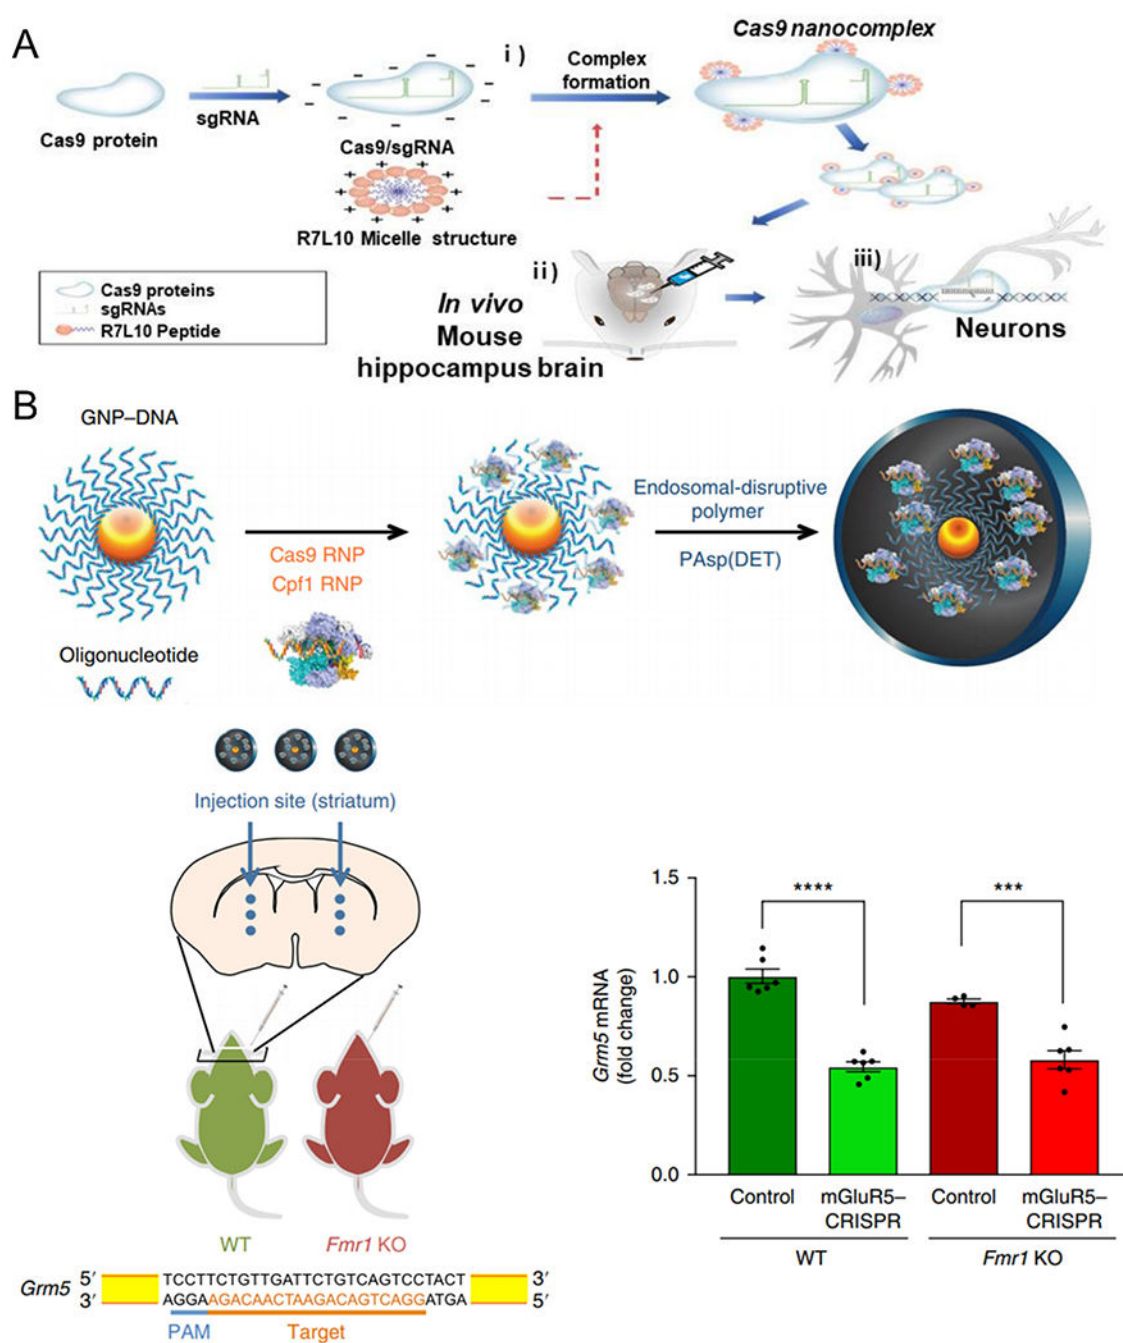 A
Cas9 protein
sgRNA
Cas9/sgRNA
R7L10 Micelle structure
i )
Complex
formation
Cas9 nanocomplex
Cas9 proteins
sgRNAs
R7L10 Peptide
ii)
In vivo
Mouse
hippocampus brain
iii)
Neurons
B
GNP–DNA
Oligonucleotide
Cas9 RNP
Cpf1 RNP
Endosomal-disruptive
polymer
PAsp(DET)
Injection site (striatum)
WT
Fmr1 KO
Grm5
5′ TCCTTCTGTTGATTCTGTCAGTCCTACT 3′
3′ AGGAAGACAACTAAGACAGTCAGGATGA 5′
PAM
Target
Grm5 mRNA
(fold change)
1.5
1.0
0.5
0.0
****
***
Control
mGluR5–
CRISPR
Control
mGluR5–
CRISPR
WT
Fmr1 KO